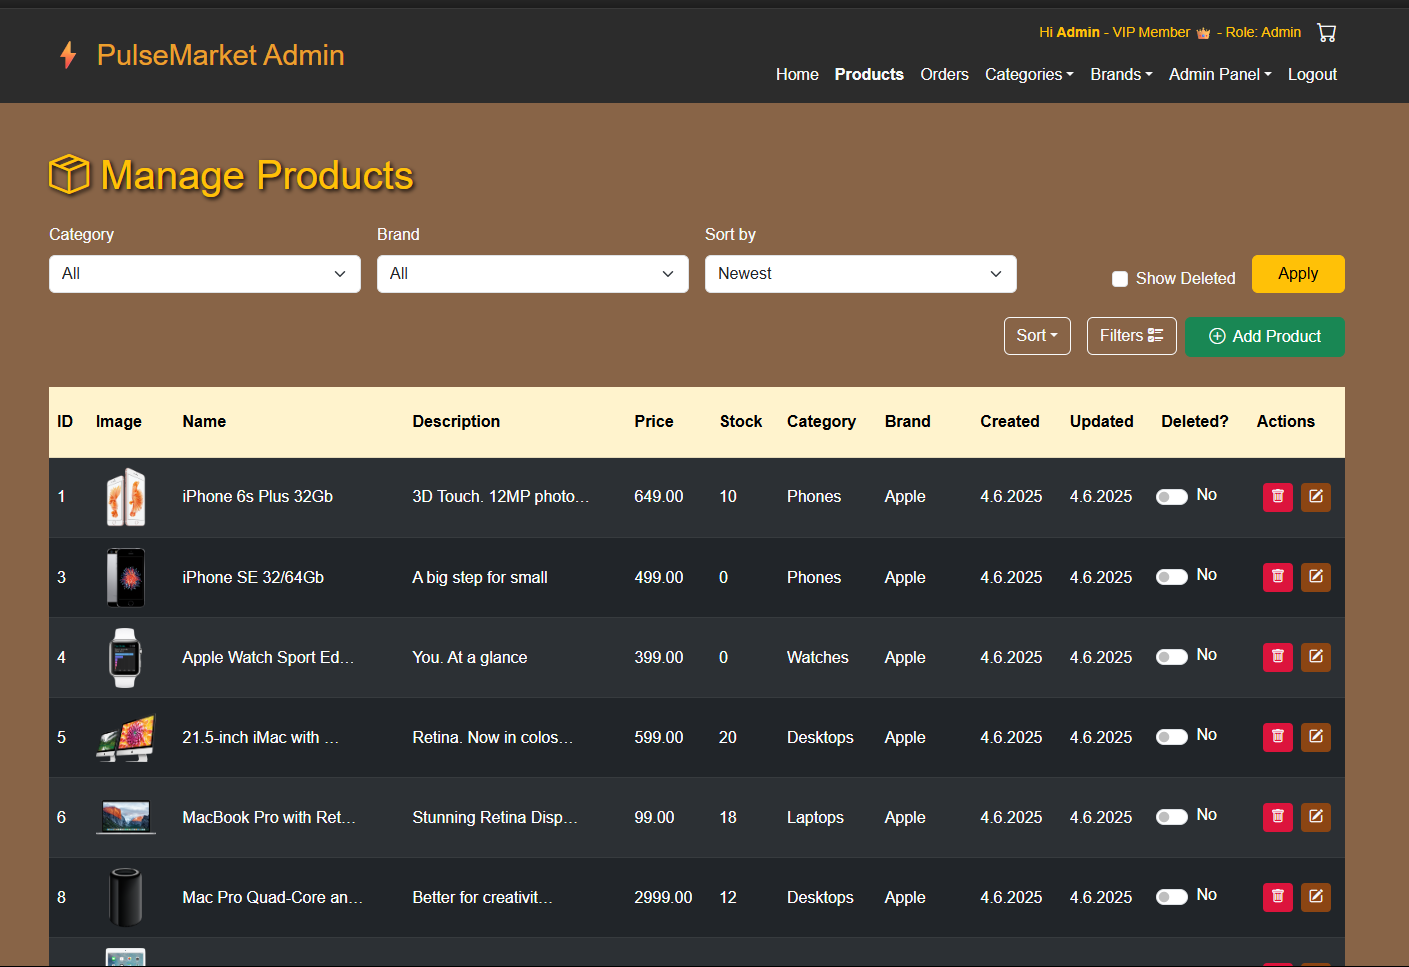 Hi Admin - VIP Member 👑 - Role: Admin
PulseMarket Admin
Home Products Orders Categories Brands Admin Panel Logout
Manage Products
Category Brand Sort by
All All Newest Show Deleted Apply
Sort Filters Add Product
ID Image Name Description Price Stock Category Brand Created Updated Deleted? Actions
1 iPhone 6s Plus 32Gb 3D Touch. 12MP photo... 649.00 10 Phones Apple 4.6.2025 4.6.2025 No
3 iPhone SE 32/64Gb A big step for small 499.00 0 Phones Apple 4.6.2025 4.6.2025 No
4 Apple Watch Sport Ed... You. At a glance 399.00 0 Watches Apple 4.6.2025 4.6.2025 No
5 21.5-inch iMac with ... Retina. Now in colos... 599.00 20 Desktops Apple 4.6.2025 4.6.2025 No
6 MacBook Pro with Ret... Stunning Retina Disp... 99.00 18 Laptops Apple 4.6.2025 4.6.2025 No
8 Mac Pro Quad-Core an... Better for creativit... 2999.00 12 Desktops Apple 4.6.2025 4.6.2025 No